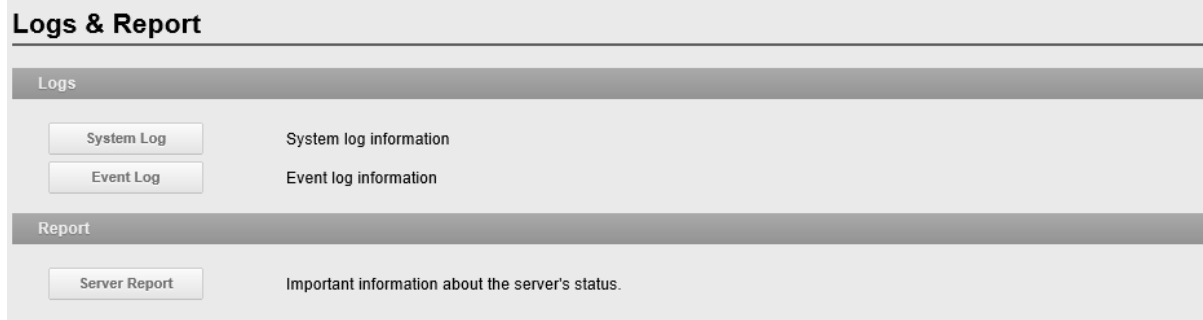 Logs & Report
Logs
System Log System log information
Event Log Event log information
Report
Server Report Important information about the server's status.